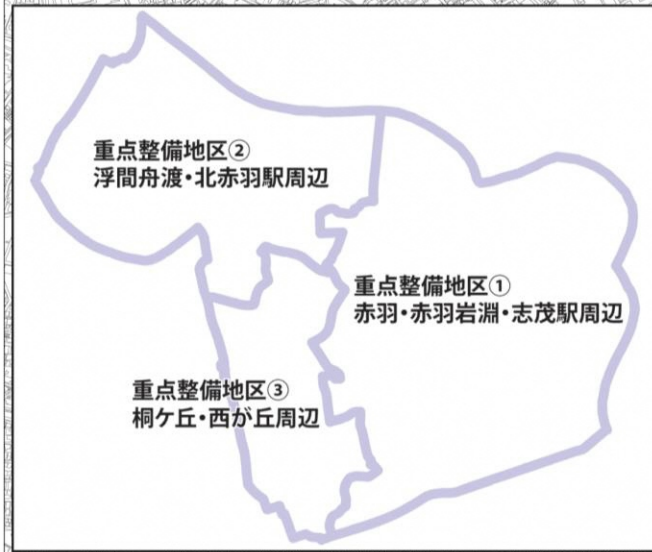 重点整備地区②
浮間舟渡・北赤羽駅周辺
重点整備地区①
赤羽・赤羽岩淵・志茂駅周辺
重点整備地区③
桐ケ丘・西が丘周辺